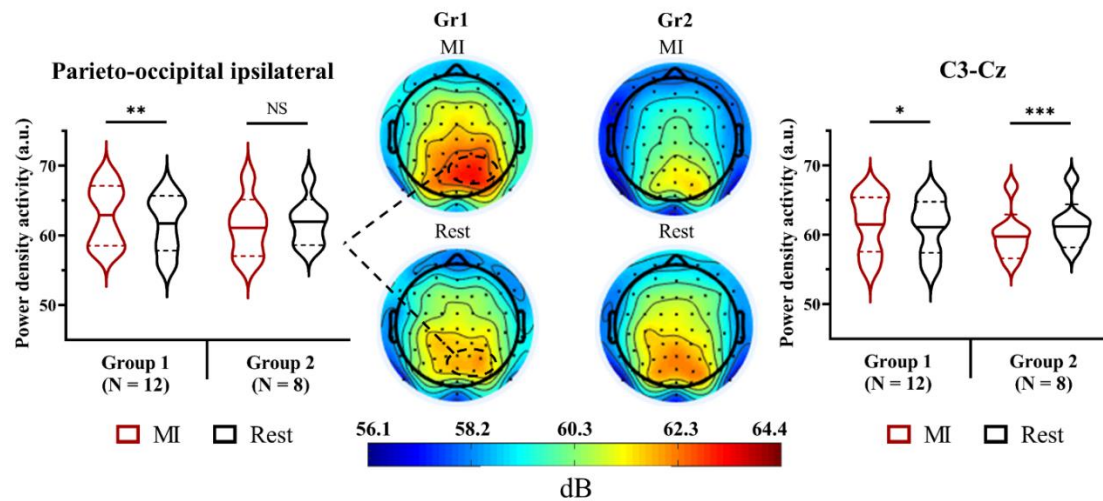 Gr1
MI
Gr2
MI
Parieto-occipital ipsilateral
**
NS
Power density activity (a.u.)
70
60
50
Group 1
(N = 12)
Group 2
(N = 8)
MI
Rest
Rest
Rest
56.1
58.2
60.3
62.3
64.4
dB
C3-Cz
*
***
Power density activity (a.u.)
70
60
50
Group 1
(N = 12)
Group 2
(N = 8)
MI
Rest